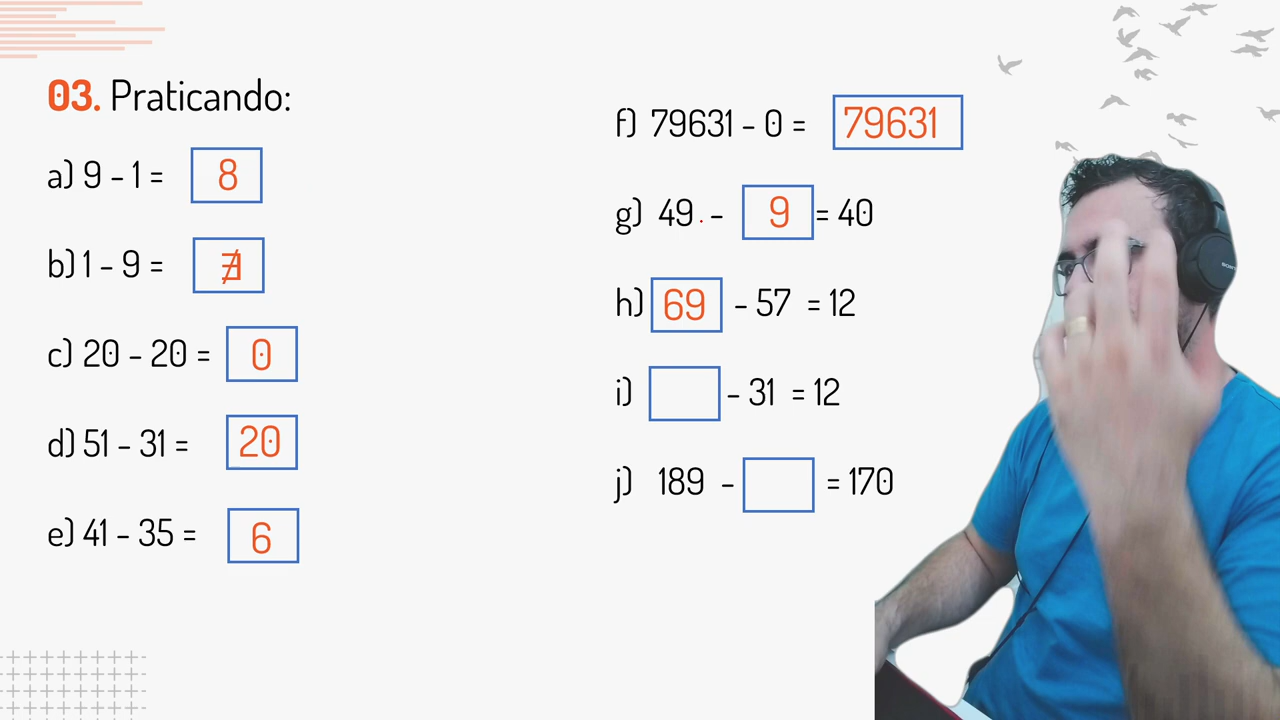 03. Praticando:
a) 9 - 1 = 8
b) 1 - 9 = ∄
c) 20 - 20 = 0
d) 51 - 31 = 20
e) 41 - 35 = 6
f) 79631 - 0 = 79631
g) 49 . - 9 = 40
h) 69 - 57 = 12
i) - 31 = 12
j) 189 - = 170
SONY